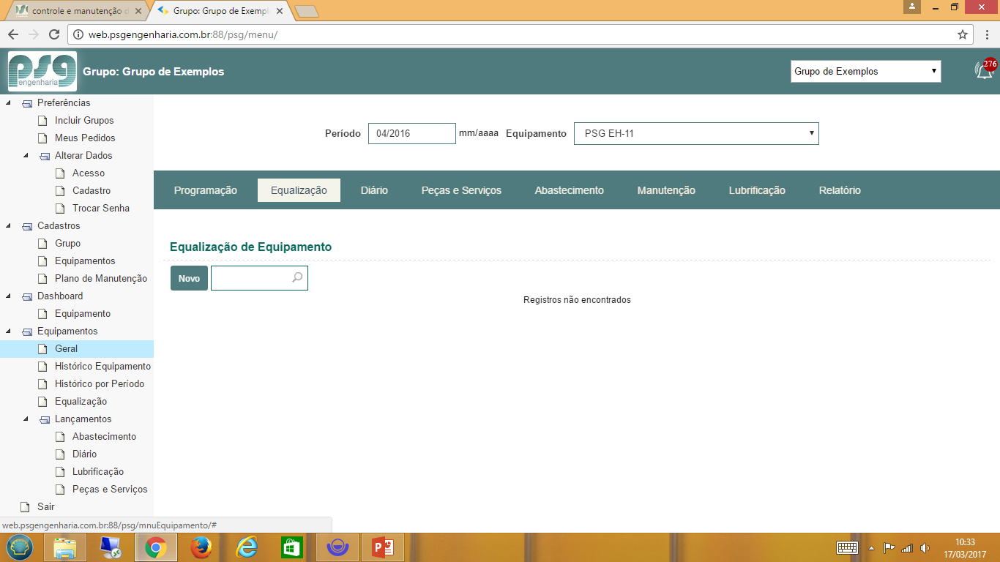 controle e manutenção d
Grupo: Grupo de Exempl
web.psgengenharia.com.br:88/psg/menu/
psg
engenharia
Grupo: Grupo de Exemplos
Grupo de Exemplos
276
Preferências
Incluir Grupos
Meus Pedidos
Alterar Dados
Acesso
Cadastro
Trocar Senha
Cadastros
Grupo
Equipamentos
Plano de Manutenção
Dashboard
Equipamento
Equipamentos
Geral
Histórico Equipamento
Histórico por Período
Equalização
Lançamentos
Abastecimento
Diário
Lubrificação
Peças e Serviços
Sair
Período 04/2016 mm/aaaa Equipamento PSG EH-11
Programação Equalização Diário Peças e Serviços Abastecimento Manutenção Lubrificação Relatório
Equalização de Equipamento
Novo
Registros não encontrados
web.psgengenharia.com.br:88/psg/mnuEquipamento/#
10:33
17/03/2017